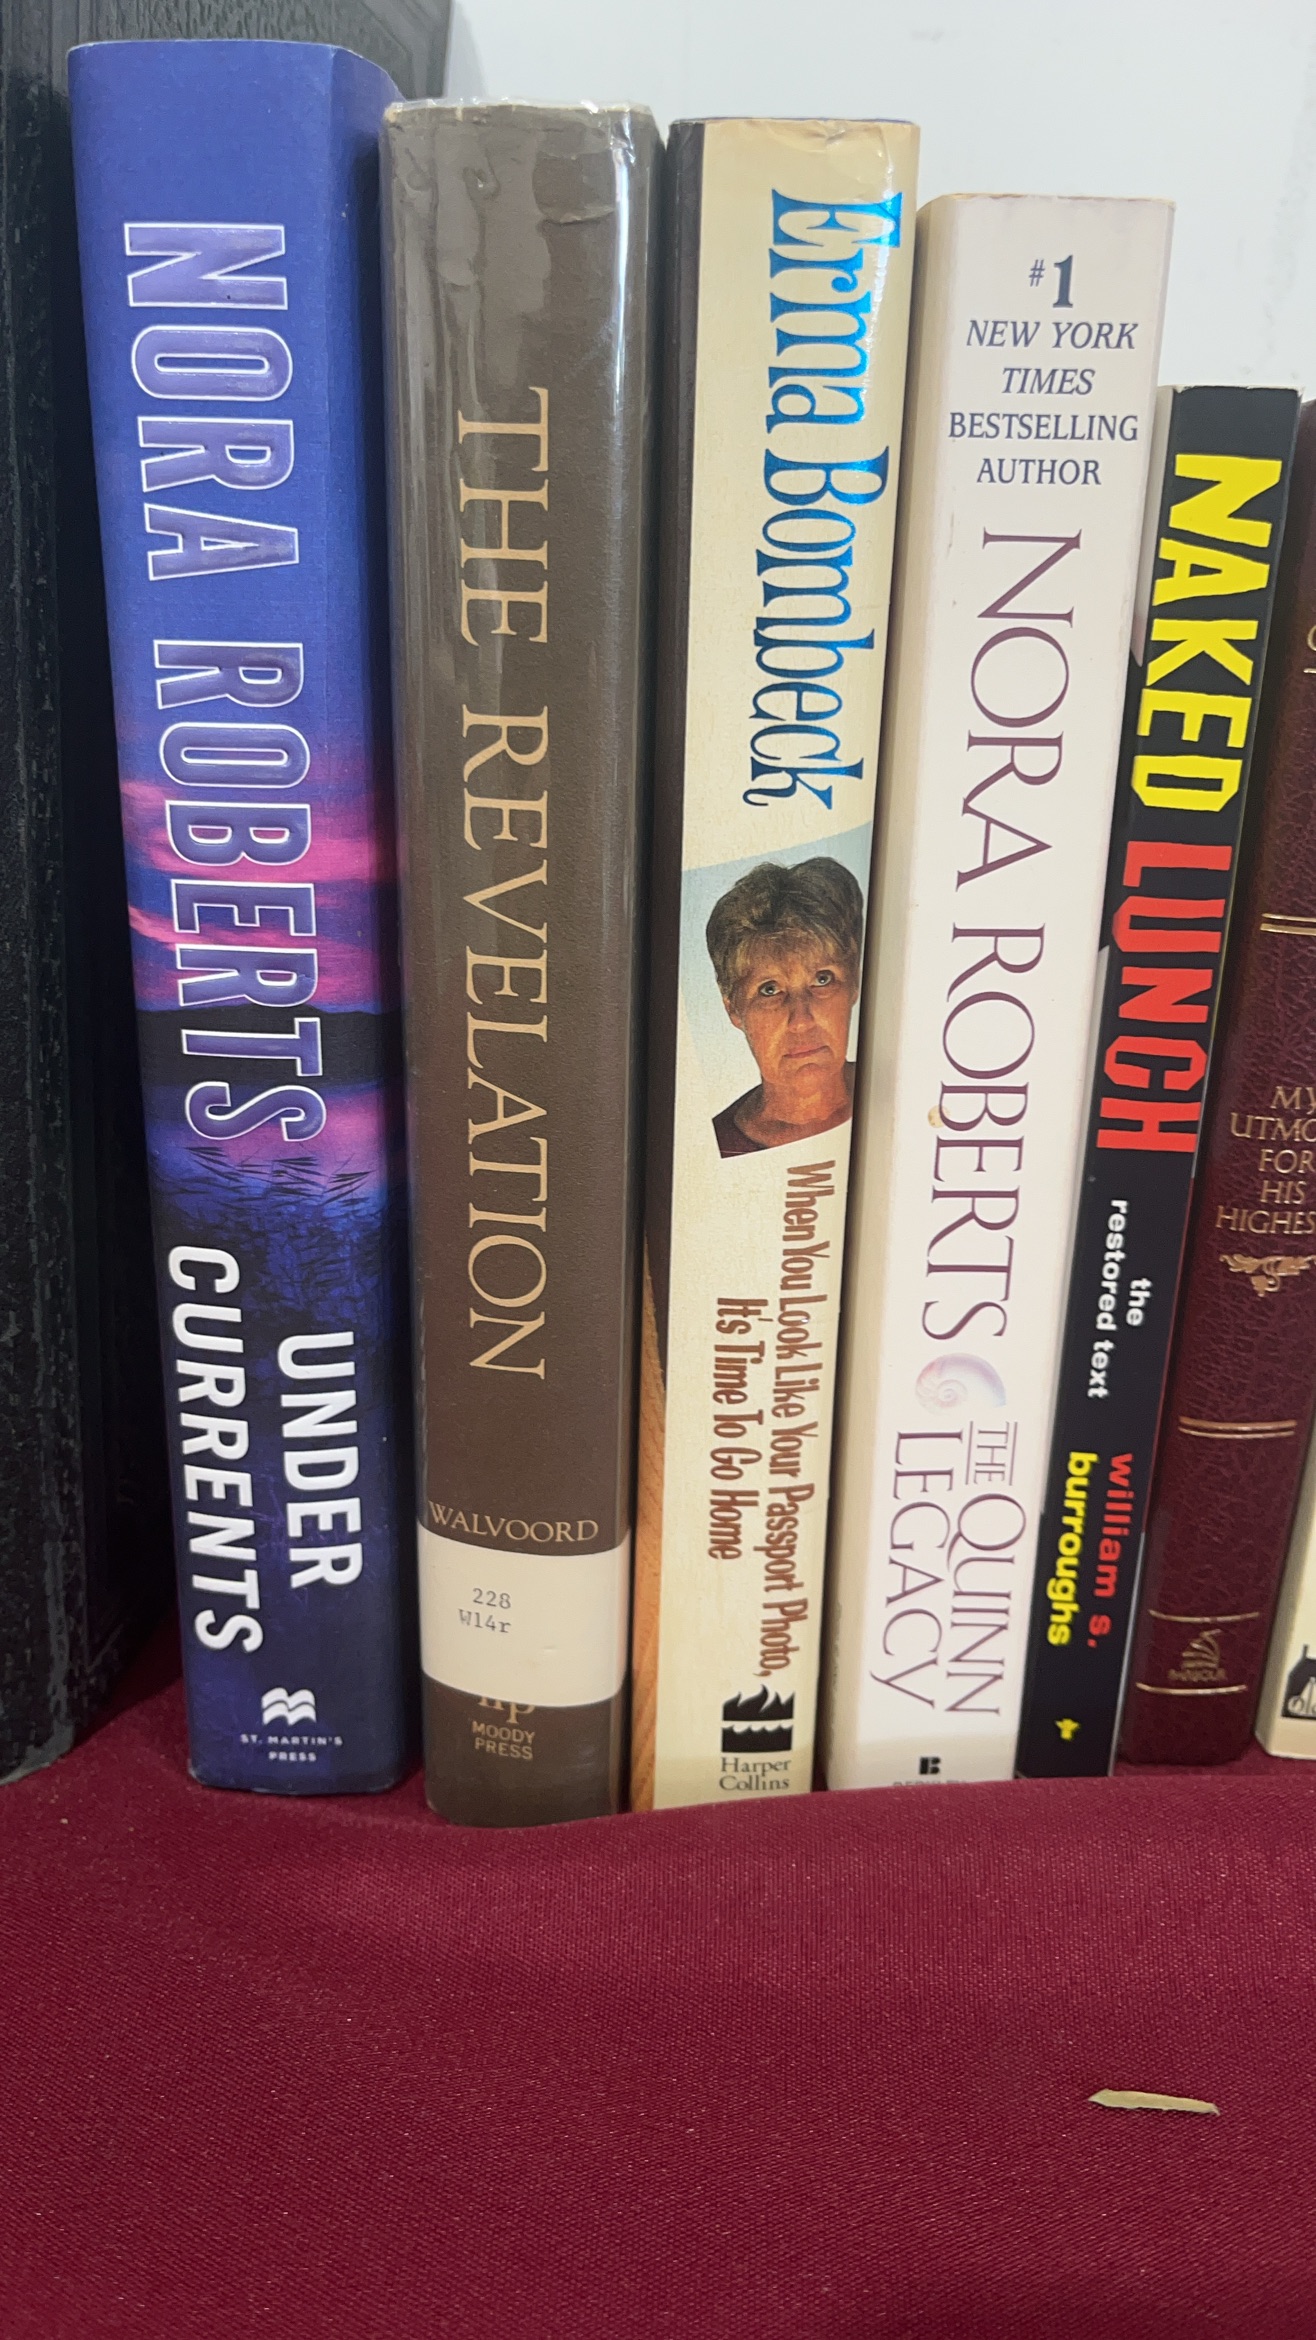 NORA ROBERTS
UNDER
CURRENTS
ST. MARTIN'S
PRESS
THE REVELATION
WALVOORD
228
W14r
mp
MOODY
PRESS
Erma Bombeck
When You Look Like Your Passport Photo,
It's Time To Go Home
Harper
Collins
#1
NEW YORK
TIMES
BESTSELLING
AUTHOR
NORA ROBERTS
THE QUINN
LEGACY
B
NAKED LUNCH
the
restored text
william s.
burroughs
MY
UTMO
FOR
HIS
HIGHES